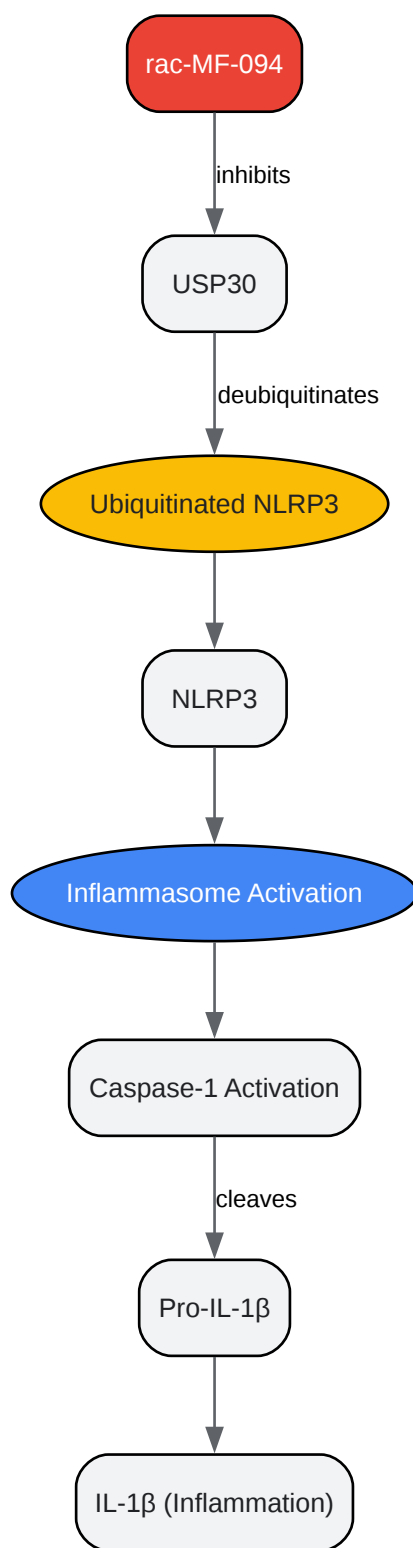 rac-MF-094
inhibits
USP30
deubiquitinates
Ubiquitinated NLRP3
NLRP3
Inflammasome Activation
Caspase-1 Activation
cleaves
Pro-IL-1β
IL-1β (Inflammation)